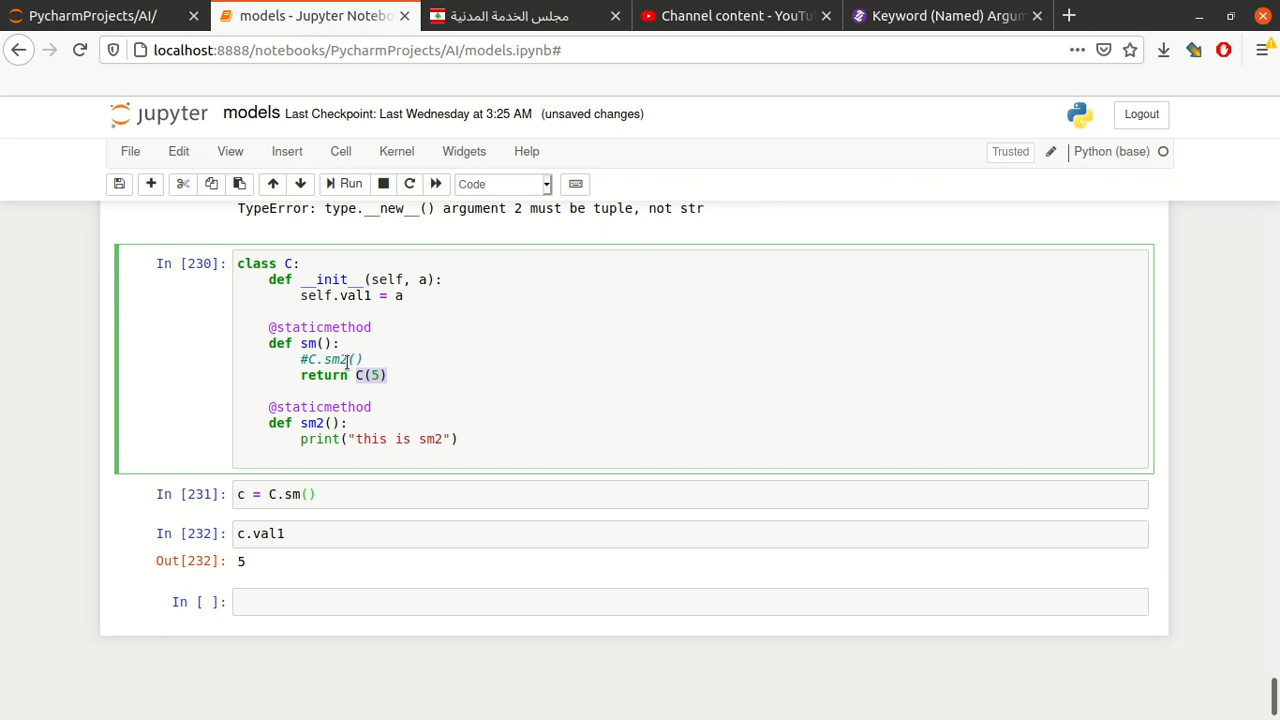 PycharmProjects/AI/
models - Jupyter Notebo
مجلس الخدمة المدنية
Channel content - YouTu
Keyword (Named) Argum
localhost:8888/notebooks/PycharmProjects/AI/models.ipynb#
jupyter models Last Checkpoint: Last Wednesday at 3:25 AM (unsaved changes)
Logout
File Edit View Insert Cell Kernel Widgets Help
Trusted Python (base)
Run Code
TypeError: type.__new__() argument 2 must be tuple, not str
In [230]:
class C:
    def __init__(self, a):
        self.val1 = a
    @staticmethod
    def sm():
        #C.sm2()
        return C(5)
    @staticmethod
    def sm2():
        print("this is sm2")
In [231]: c = C.sm()
In [232]: c.val1
Out[232]: 5
In [ ]: